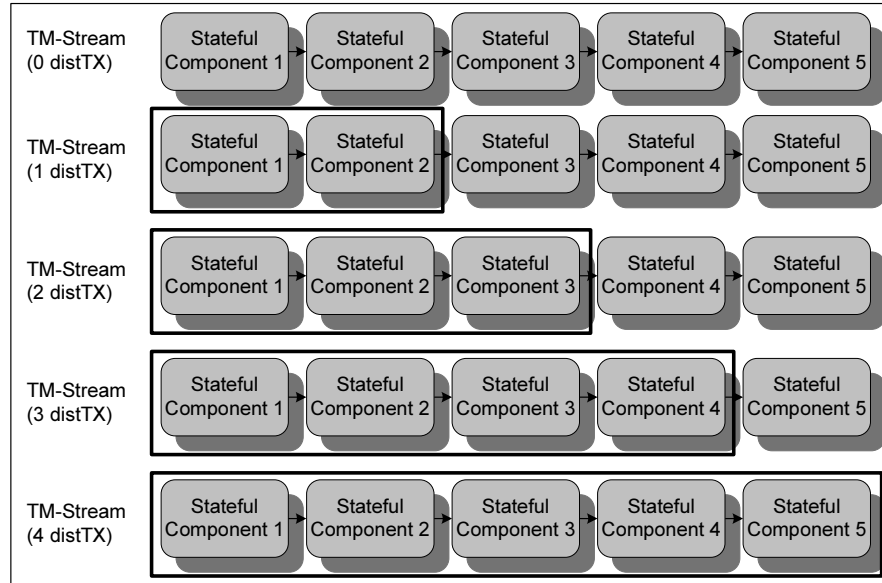 TM-Stream
(0 distTX)
Stateful
Component 1
Stateful
Component 2
Stateful
Component 3
Stateful
Component 4
Stateful
Component 5
TM-Stream
(1 distTX)
Stateful
Component 1
Stateful
Component 2
Stateful
Component 3
Stateful
Component 4
Stateful
Component 5
TM-Stream
(2 distTX)
Stateful
Component 1
Stateful
Component 2
Stateful
Component 3
Stateful
Component 4
Stateful
Component 5
TM-Stream
(3 distTX)
Stateful
Component 1
Stateful
Component 2
Stateful
Component 3
Stateful
Component 4
Stateful
Component 5
TM-Stream
(4 distTX)
Stateful
Component 1
Stateful
Component 2
Stateful
Component 3
Stateful
Component 4
Stateful
Component 5